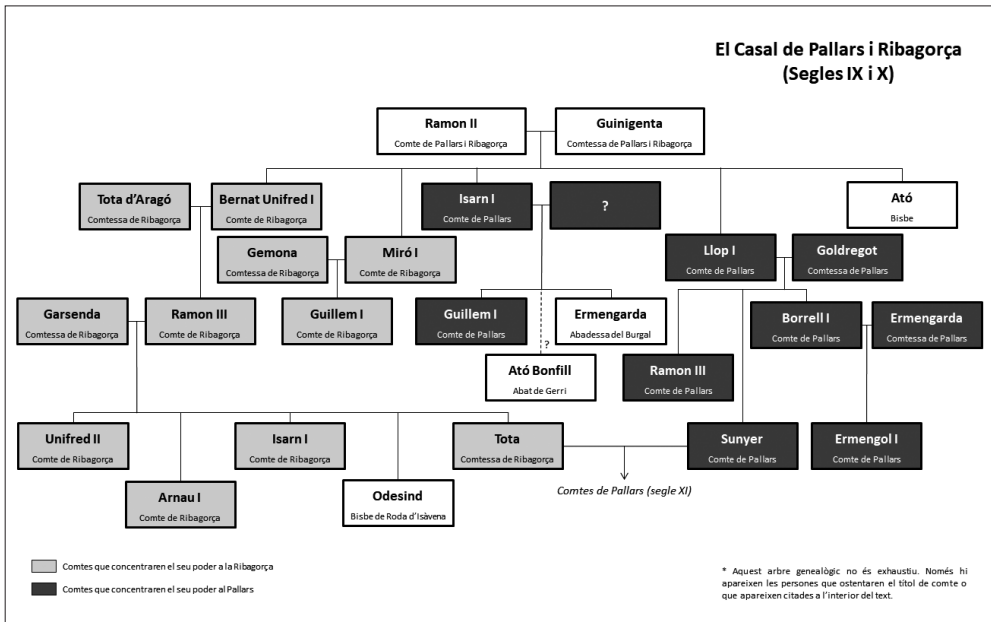 El Casal de Pallars i Ribagorça
(Segles IX i X)
Ramon II
Comte de Pallars i Ribagorça
Guinigenta
Comtessa de Pallars i Ribagorça
Tota d'Aragó
Comtessa de Ribagorça
Bernat Unifred I
Comte de Ribagorça
Isarn I
Comte de Pallars
?
Ató
Bisbe
Gemona
Comtessa de Ribagorça
Miró I
Comte de Ribagorça
Llop I
Comte de Pallars
Goldregot
Comtessa de Pallars
Garsenda
Comtessa de Ribagorça
Ramon III
Comte de Ribagorça
Guillem I
Comte de Ribagorça
Guillem I
Comte de Pallars
Ermengarda
Abadessa del Burgal
Borrell I
Comte de Pallars
Ermengarda
Comtessa de Pallars
?
Ató Bonfill
Abat de Gerri
Ramon III
Comte de Pallars
Unifred II
Comte de Ribagorça
Isarn I
Comte de Ribagorça
Tota
Comtessa de Ribagorça
Sunyer
Comte de Pallars
Ermengol I
Comte de Pallars
Arnau I
Comte de Ribagorça
Odesind
Bisbe de Roda d'Isàvena
Comtes de Pallars (segle XI)
Comtes que concentraren el seu poder a la Ribagorça
Comtes que concentraren el seu poder al Pallars
* Aquest arbre genealògic no és exhaustiu. Només hi
apareixen les persones que ostentaren el títol de comte o
que apareixen citades a l'interior del text.